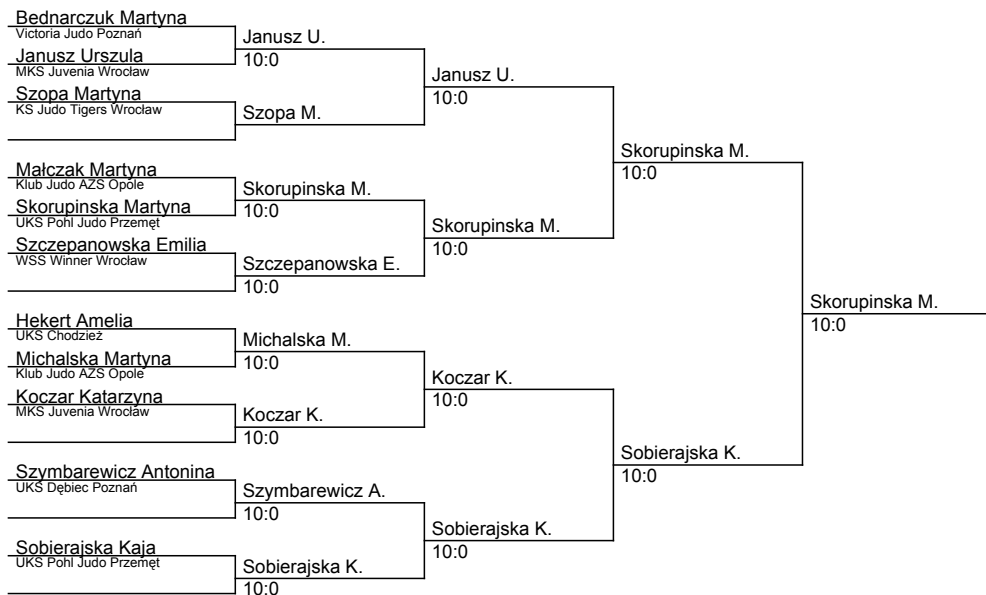 Bednarczuk Martyna
Victoria Judo Poznań
Janusz Urszula
MKS Juvenia Wrocław
Szopa Martyna
KS Judo Tigers Wrocław
Małczak Martyna
Klub Judo AZS Opole
Skorupinska Martyna
UKS Pohl Judo Przemęt
Szczepanowska Emilia
WSS Winner Wrocław
Hekert Amelia
UKS Chodzież
Michalska Martyna
Klub Judo AZS Opole
Koczar Katarzyna
MKS Juvenia Wrocław
Szymbarewicz Antonina
UKS Dębiec Poznań
Sobierajska Kaja
UKS Pohl Judo Przemęt
Janusz U.
10:0
Szopa M.
Skorupinska M.
10:0
Szczepanowska E.
10:0
Michalska M.
10:0
Koczar K.
10:0
Szymbarewicz A.
10:0
Sobierajska K.
10:0
Janusz U.
10:0
Skorupinska M.
10:0
Koczar K.
10:0
Sobierajska K.
10:0
Skorupinska M.
10:0
Sobierajska K.
10:0
Skorupinska M.
10:0